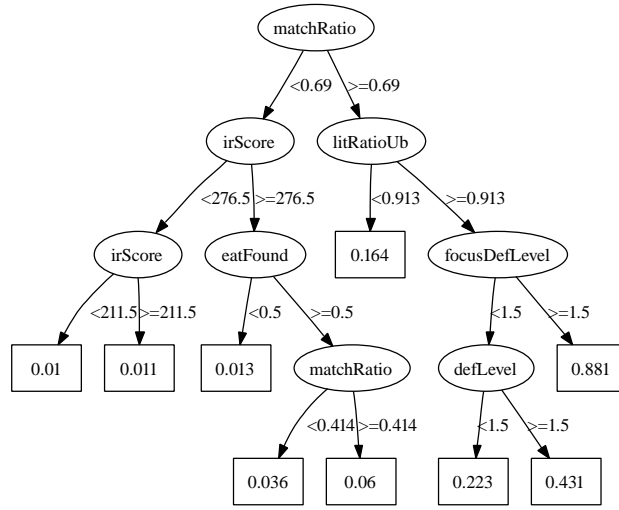 matchRatio
<0.69 >=0.69
irScore litRatioUb
<276.5 >=276.5 <0.913 >=0.913
irScore eatFound 0.164 focusDefLevel
<211.5 >=211.5 <0.5 >=0.5 <1.5 >=1.5
0.01 0.011 0.013 matchRatio defLevel 0.881
<0.414 >=0.414 <1.5 >=1.5
0.036 0.06 0.223 0.431